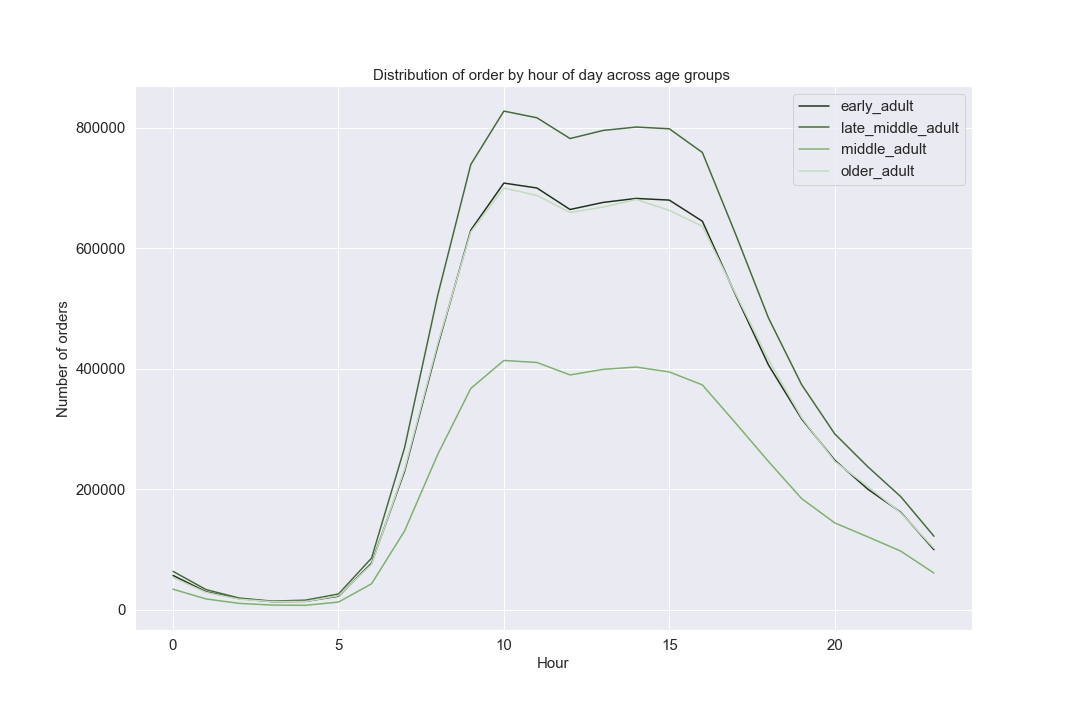 Distribution of order by hour of day across age groups
early_adult
late_middle_adult
middle_adult
older_adult
800000
600000
400000
200000
0
Number of orders
0 5 10 15 20
Hour